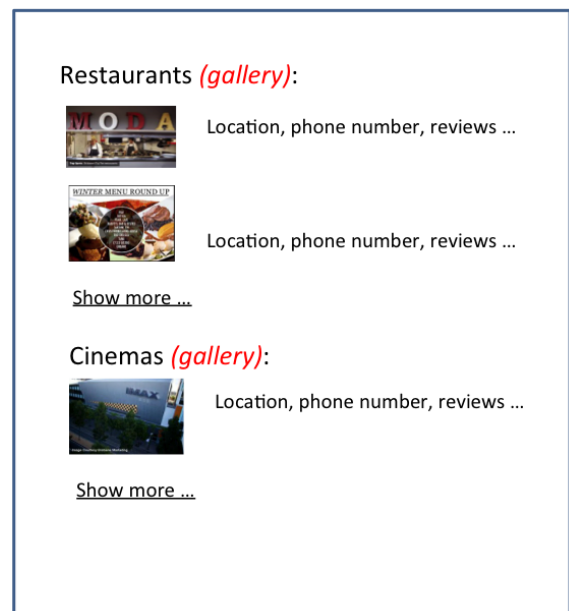 Restaurants (gallery):
MODA
Location, phone number, reviews ...
WINTER MENU ROUND UP
Location, phone number, reviews ...
Show more ...
Cinemas (gallery):
IMAX
Location, phone number, reviews ...
Show more ...